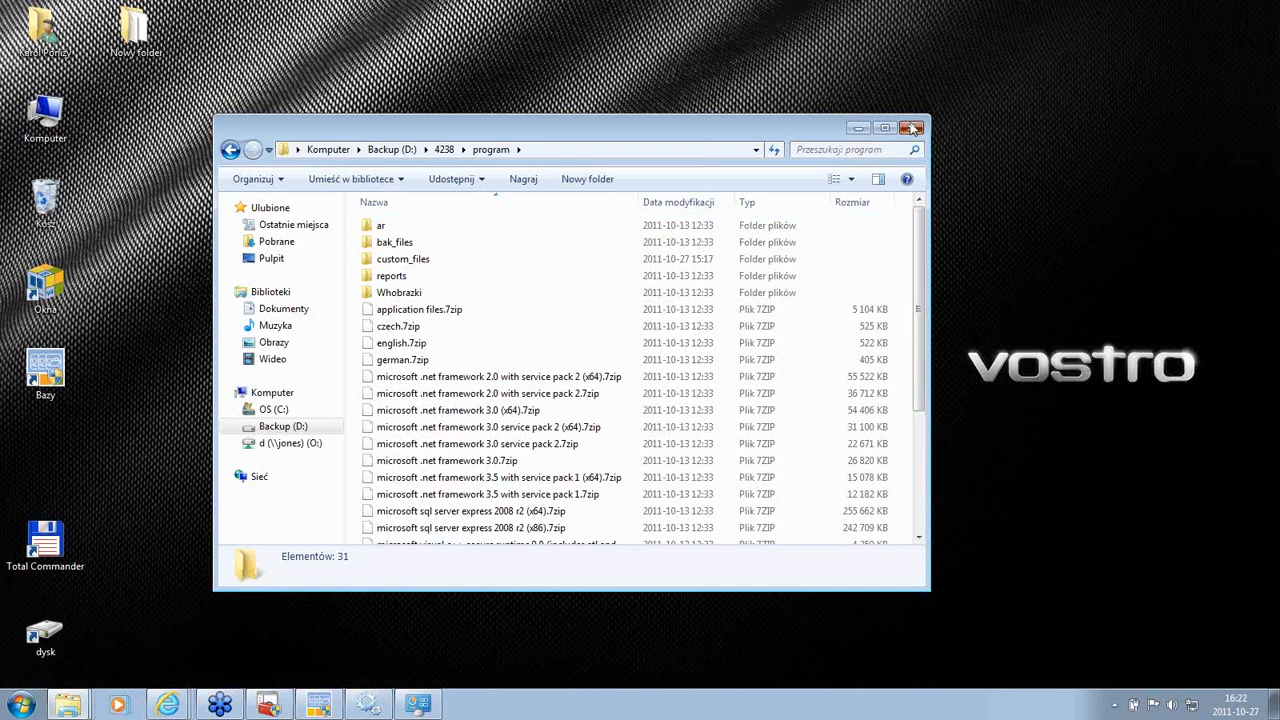 Nowy folder
Komputer
Kosz
Okna
Bazy
Total Commander
dysk
Komputer Backup (D:) 4238 program
Przeszukaj: program
Organizuj Umieść w bibliotece Udostępnij Nagraj Nowy folder
Nazwa Data modyfikacji Typ Rozmiar
Ulubione
Ostatnie miejsca
Pobrane
Pulpit
Biblioteki
Dokumenty
Muzyka
Obrazy
Wideo
Komputer
OS (C:)
Backup (D:)
d (\\jones) (O:)
Sieć
ar 2011-10-13 12:33 Folder plików
bak_files 2011-10-13 12:33 Folder plików
custom_files 2011-10-27 15:17 Folder plików
reports 2011-10-13 12:33 Folder plików
Whobrazki 2011-10-13 12:33 Folder plików
application files.7zip 2011-10-13 12:33 Plik 7ZIP 5 104 KB
czech.7zip 2011-10-13 12:33 Plik 7ZIP 525 KB
english.7zip 2011-10-13 12:33 Plik 7ZIP 522 KB
german.7zip 2011-10-13 12:33 Plik 7ZIP 405 KB
microsoft .net framework 2.0 with service pack 2 (x64).7zip 2011-10-13 12:33 Plik 7ZIP 55 522 KB
microsoft .net framework 2.0 with service pack 2.7zip 2011-10-13 12:33 Plik 7ZIP 36 712 KB
microsoft .net framework 3.0 (x64).7zip 2011-10-13 12:33 Plik 7ZIP 54 406 KB
microsoft .net framework 3.0 service pack 2 (x64).7zip 2011-10-13 12:33 Plik 7ZIP 31 100 KB
microsoft .net framework 3.0 service pack 2.7zip 2011-10-13 12:33 Plik 7ZIP 22 671 KB
microsoft .net framework 3.0.7zip 2011-10-13 12:33 Plik 7ZIP 26 820 KB
microsoft .net framework 3.5 with service pack 1 (x64).7zip 2011-10-13 12:33 Plik 7ZIP 15 078 KB
microsoft .net framework 3.5 with service pack 1.7zip 2011-10-13 12:33 Plik 7ZIP 12 182 KB
microsoft sql server express 2008 r2 (x64).7zip 2011-10-13 12:33 Plik 7ZIP 255 662 KB
microsoft sql server express 2008 r2 (x86).7zip 2011-10-13 12:33 Plik 7ZIP 242 709 KB
Elementów: 31
vostro
16:22
2011-10-27